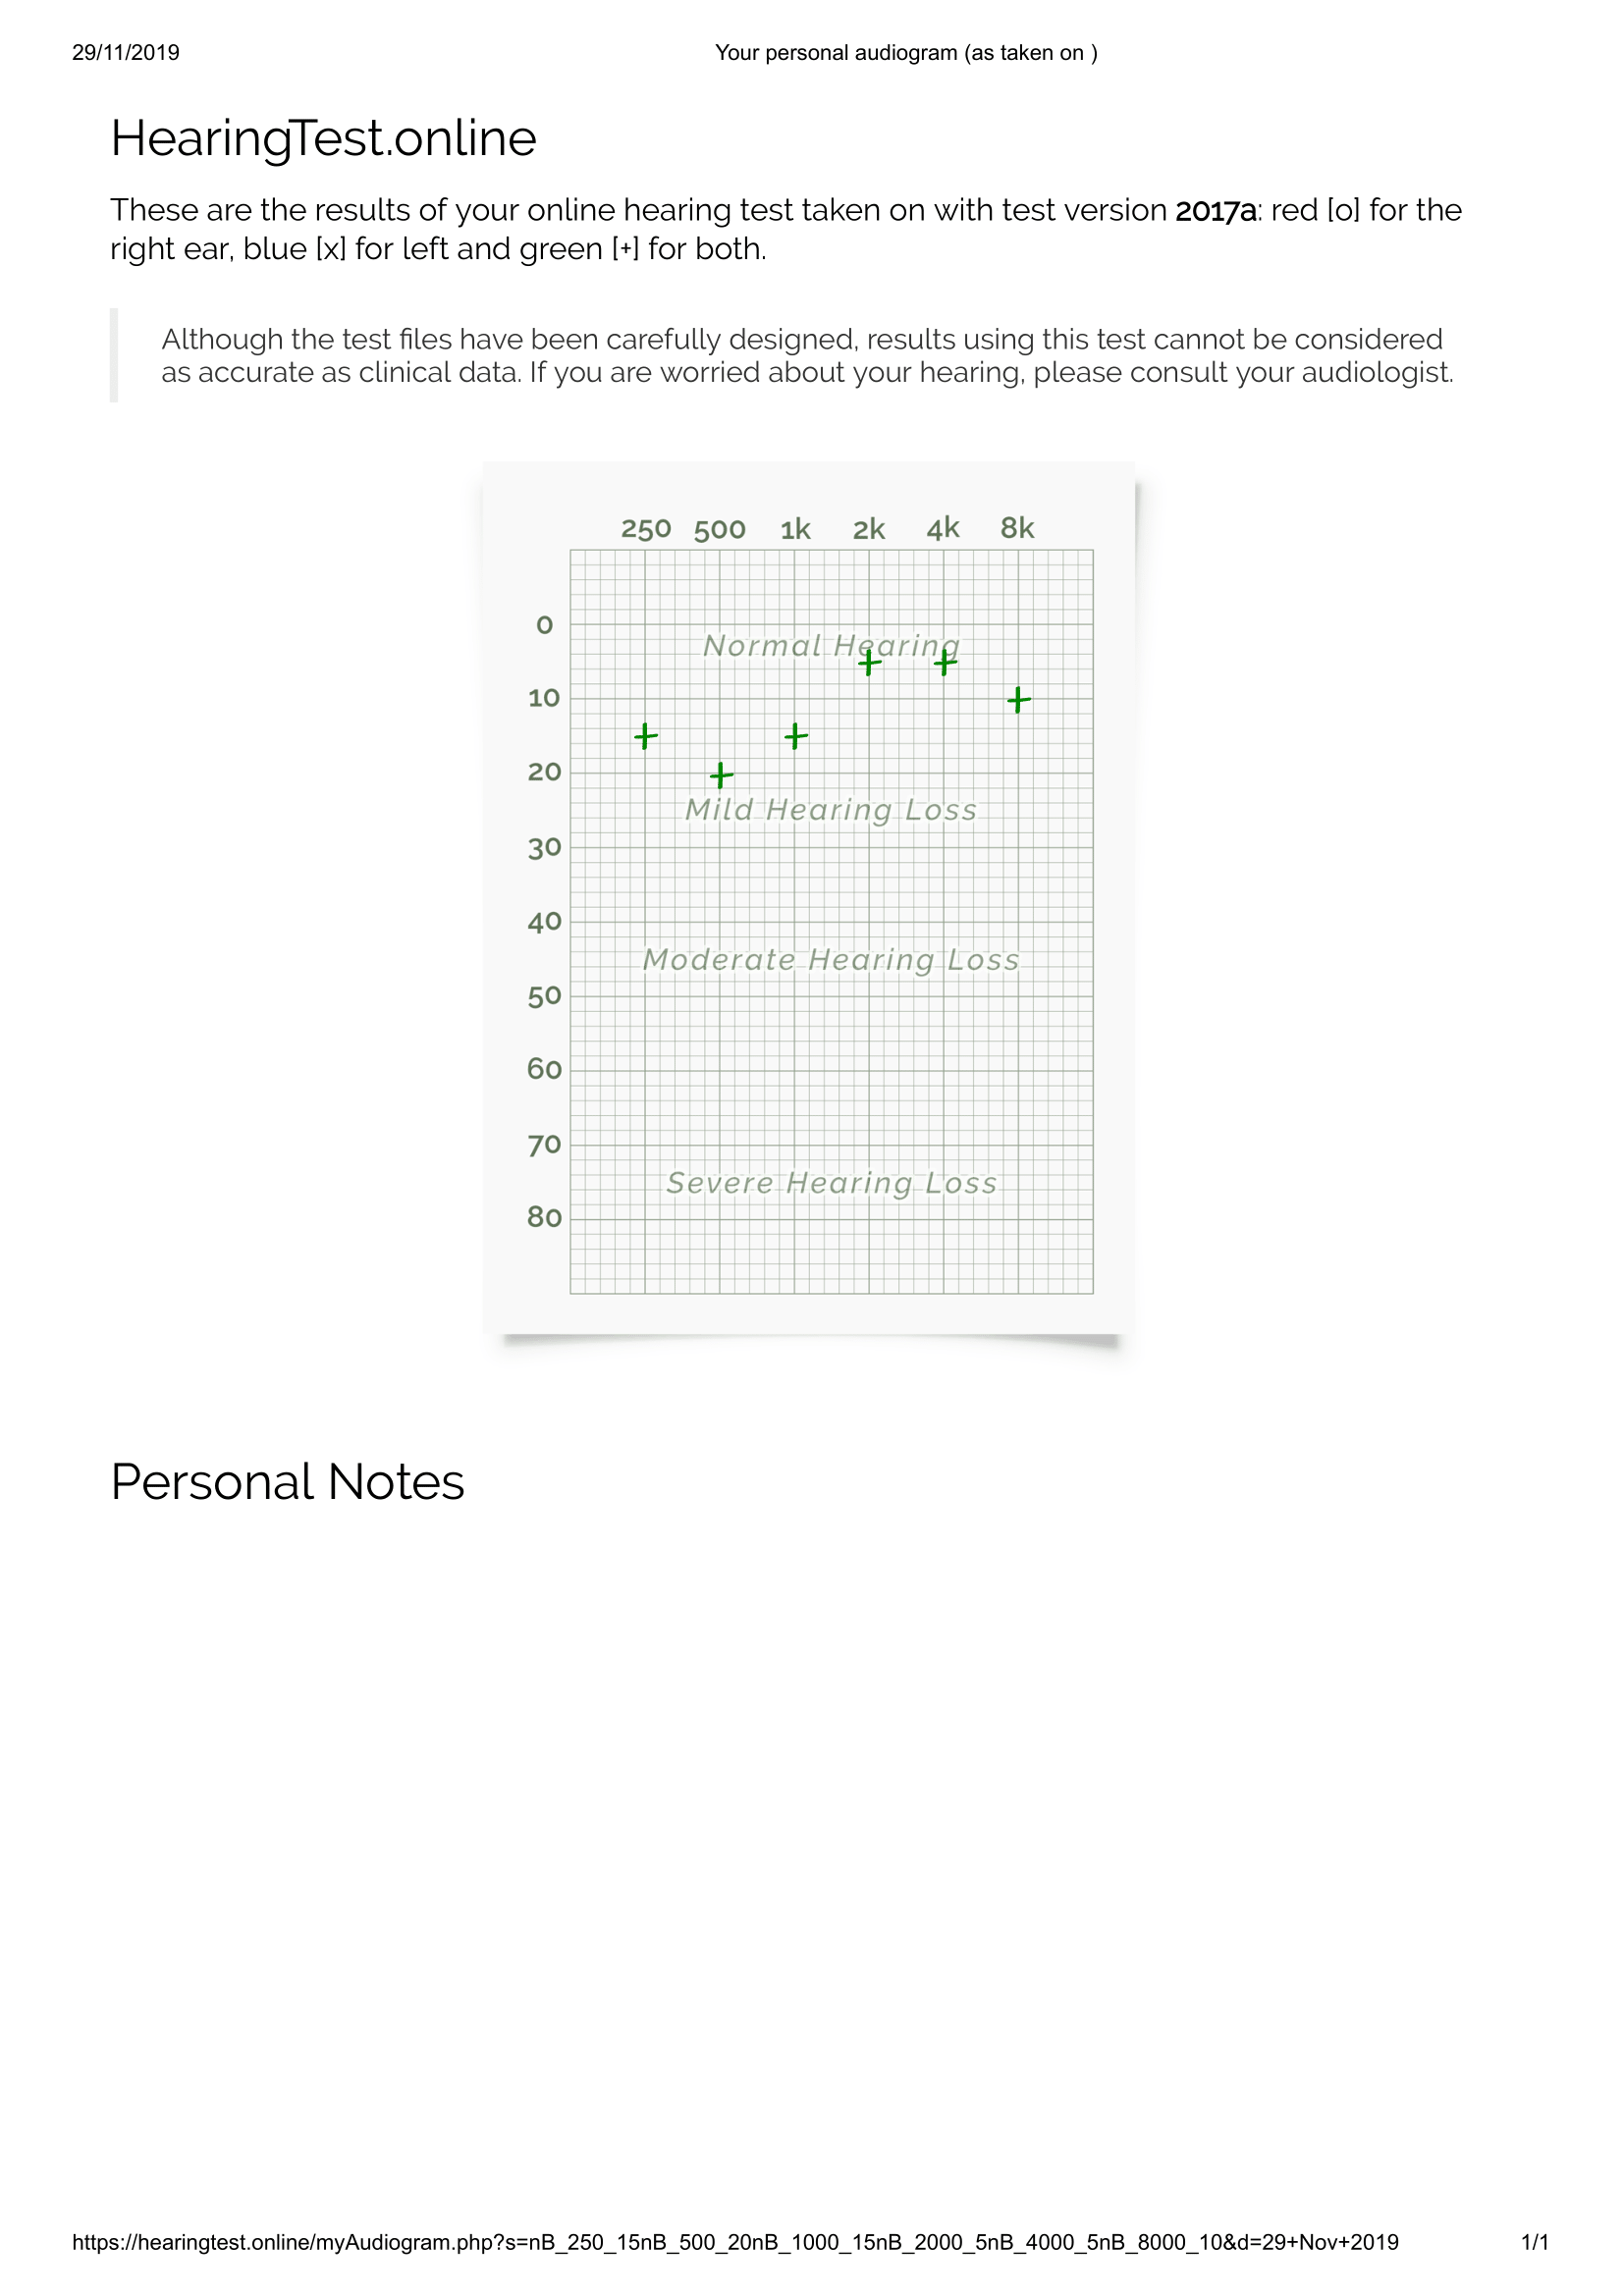 29/11/2019 Your personal audiogram (as taken on )
HearingTest.online
These are the results of your online hearing test taken on with test version 2017a: red [o] for the
right ear, blue [x] for left and green [+] for both.
Although the test files have been carefully designed, results using this test cannot be considered
as accurate as clinical data. If you are worried about your hearing, please consult your audiologist.
250 500 1k 2k 4k 8k
0
Normal Hearing
10
20
Mild Hearing Loss
30
40
Moderate Hearing Loss
50
60
70
Severe Hearing Loss
80
Personal Notes
https://hearingtest.online/myAudiogram.php?s=nB_250_15nB_500_20nB_1000_15nB_2000_5nB_4000_5nB_8000_10&d=29+Nov+2019 1/1